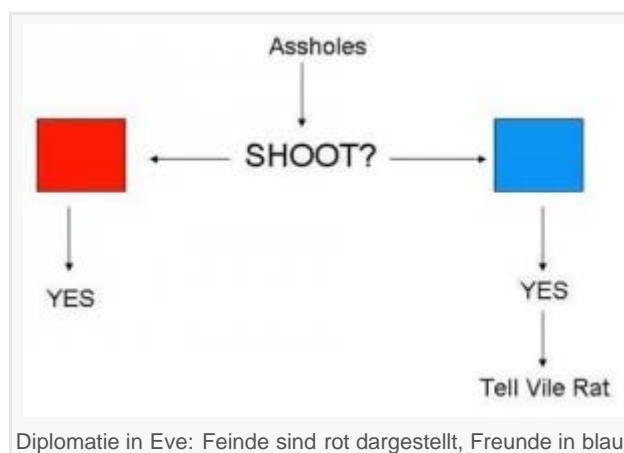 Assholes
SHOOT?
YES
YES
Tell Vile Rat
Diplomatie in Eve: Feinde sind rot dargestellt, Freunde in blau